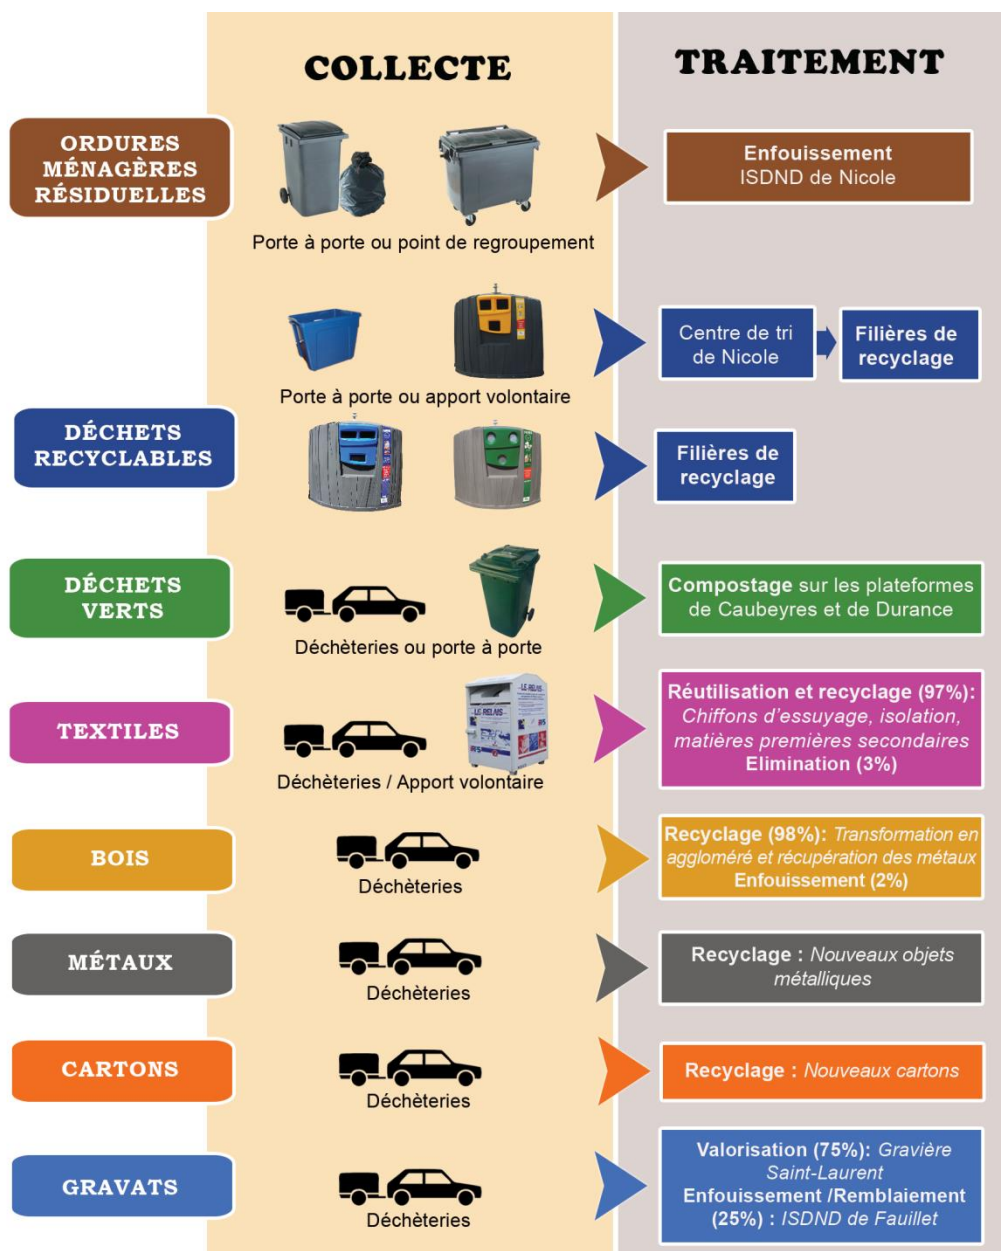 COLLECTE
TRAITEMENT
ORDURES
MÉNAGÈRES
RÉSIDUELLES
Porte à porte ou point de regroupement
Enfouissement
ISDND de Nicole
DÉCHETS
RECYCLABLES
Porte à porte ou apport volontaire
Centre de tri
de Nicole
Filières de
recyclage
Filières de
recyclage
DÉCHETS
VERTS
Déchèteries ou porte à porte
Compostage sur les plateformes
de Caubeyres et de Durance
TEXTILES
LE RELAIS
LE RELAIS
Déchèteries / Apport volontaire
Réutilisation et recyclage (97%):
Chiffons d'essuyage, isolation,
matières premières secondaires
Elimination (3%)
BOIS
Déchèteries
Recyclage (98%): Transformation en
aggloméré et récupération des métaux
Enfouissement (2%)
MÉTAUX
Déchèteries
Recyclage : Nouveaux objets
métalliques
CARTONS
Déchèteries
Recyclage : Nouveaux cartons
GRAVATS
Déchèteries
Valorisation (75%): Gravière
Saint-Laurent
Enfouissement /Remblaiement
(25%) : ISDND de Fauillet